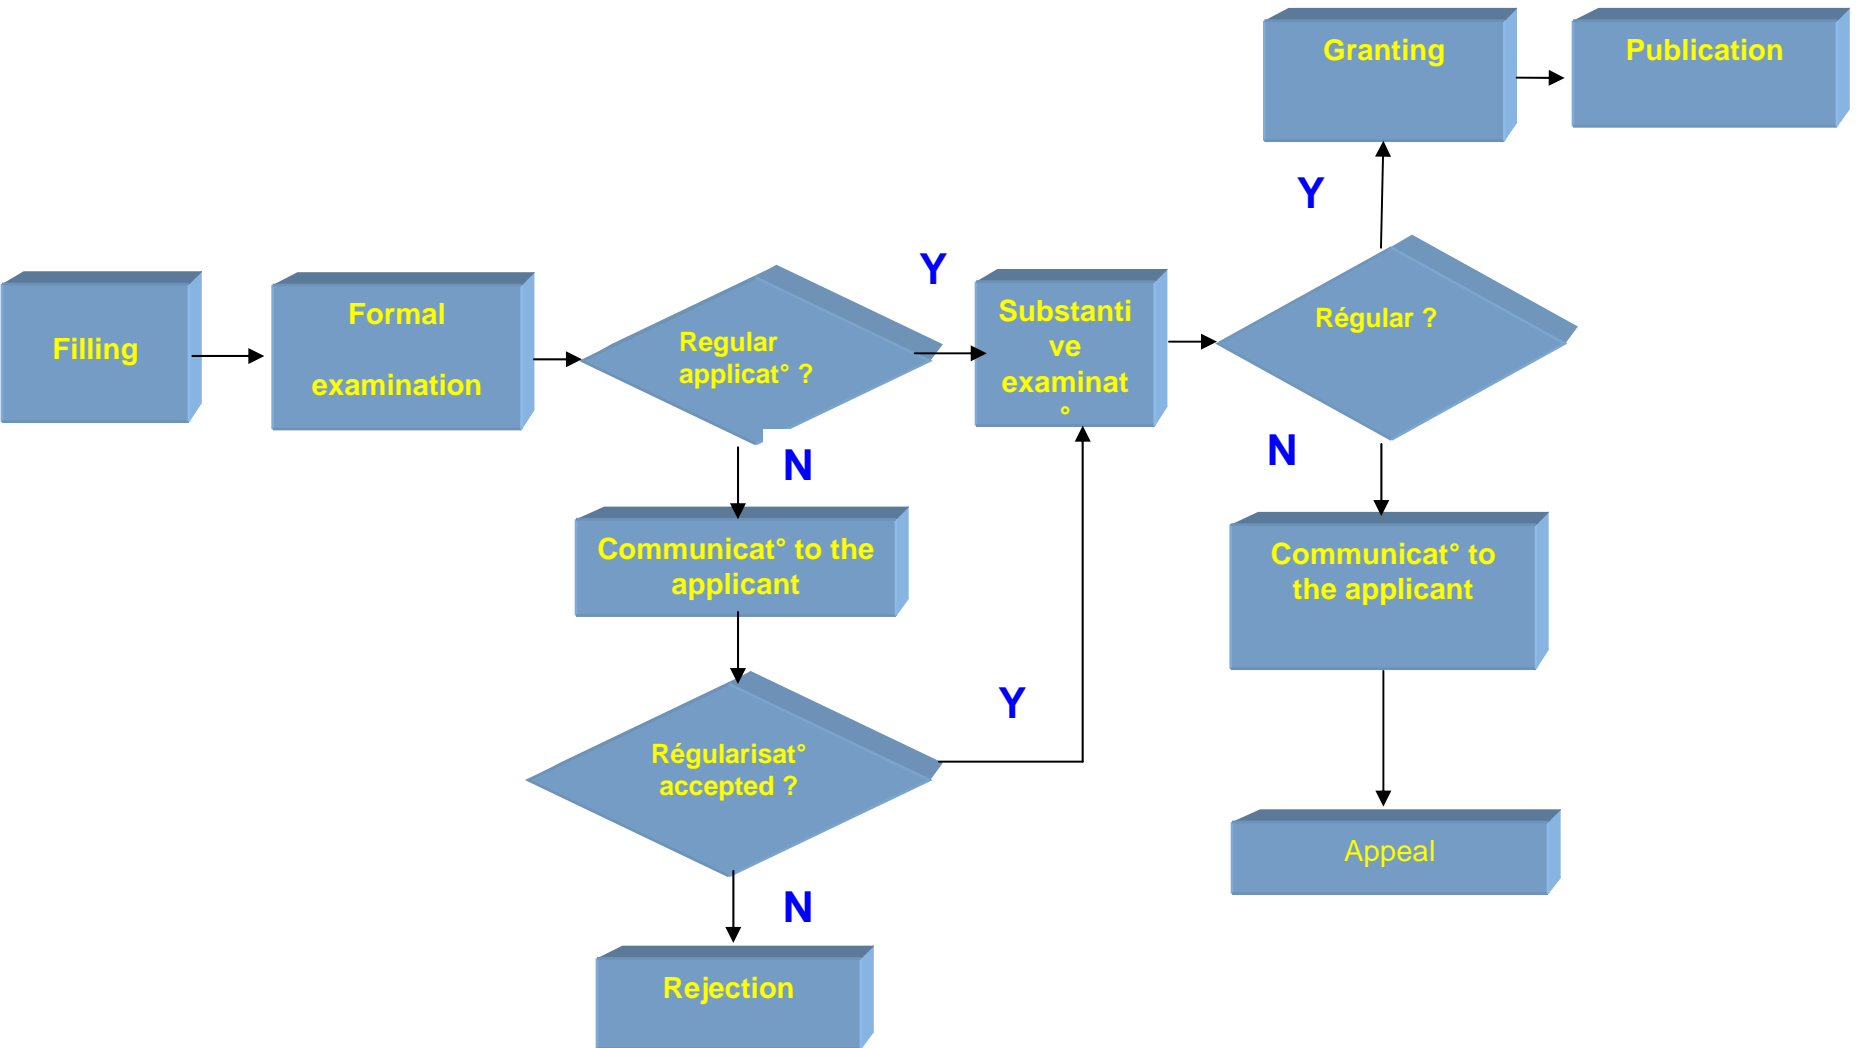 Granting
Publication
Y
Filling
Formal
examination
Regular
applicat° ?
Y
Substanti
ve
examinat
°
Régular ?
N
Communicat° to the
applicant
N
Communicat° to
the applicant
Régularisat°
accepted ?
Y
Appeal
N
Rejection